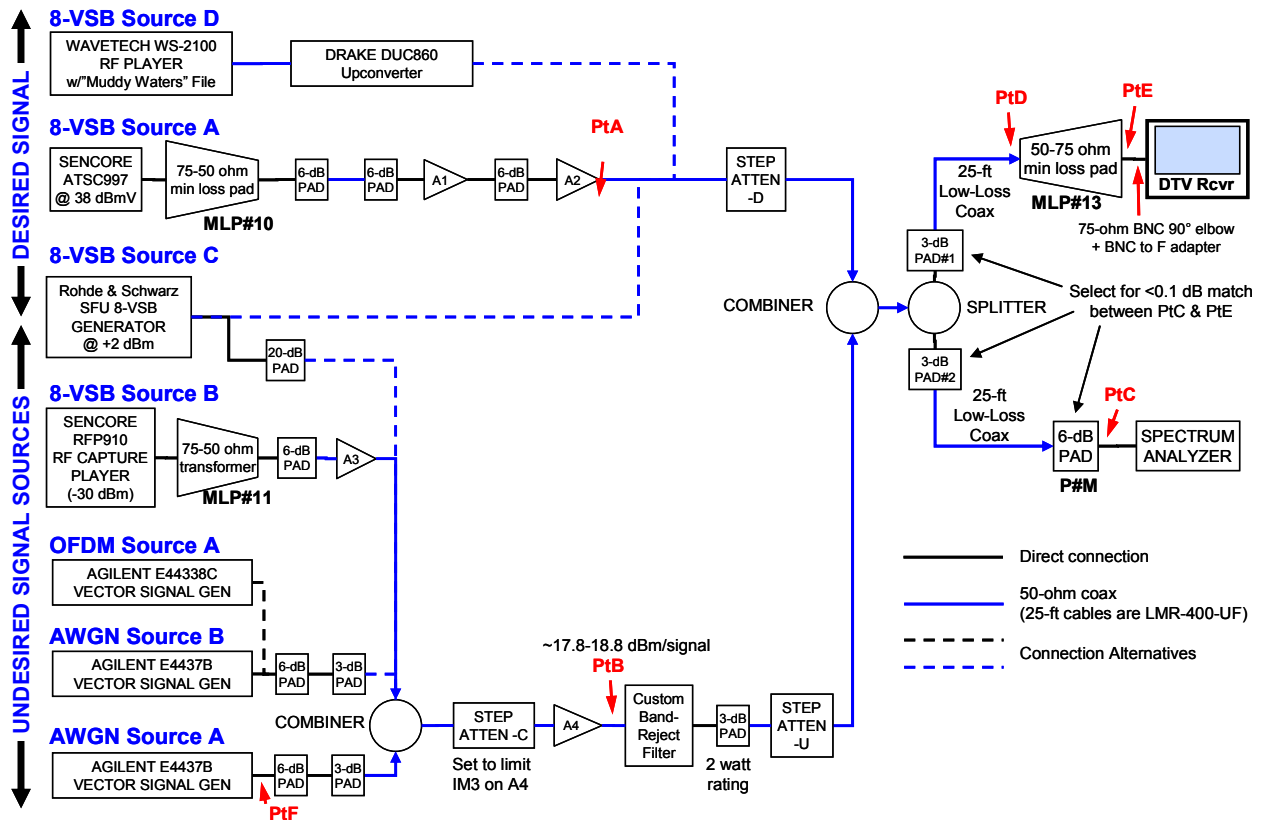 DESIRED SIGNAL
UNDESIRED SIGNAL SOURCES
8-VSB Source D
WAVETECH WS-2100
RF PLAYER
w/"Muddy Waters" File
DRAKE DUC860
Upconverter
8-VSB Source A
SENCORE
ATSC997
@ 38 dBmV
75-50 ohm
min loss pad
MLP#10
6-dB
PAD
6-dB
PAD
A1
6-dB
PAD
A2
PtA
STEP
ATTEN
-D
8-VSB Source C
Rohde & Schwarz
SFU 8-VSB
GENERATOR
@ +2 dBm
20-dB
PAD
8-VSB Source B
SENCORE
RFP910
RF CAPTURE
PLAYER
(-30 dBm)
75-50 ohm
transformer
MLP#11
6-dB
PAD
A3
OFDM Source A
AGILENT E44338C
VECTOR SIGNAL GEN
AWGN Source B
AGILENT E4437B
VECTOR SIGNAL GEN
6-dB
PAD
3-dB
PAD
AWGN Source A
AGILENT E4437B
VECTOR SIGNAL GEN
PtF
6-dB
PAD
3-dB
PAD
COMBINER
STEP
ATTEN -C
Set to limit
IM3 on A4
A4
~17.8-18.8 dBm/signal
PtB
Custom
Band-
Reject
Filter
3-dB
PAD
2 watt
rating
STEP
ATTEN
-U
COMBINER
SPLITTER
3-dB
PAD#1
3-dB
PAD#2
25-ft
Low-Loss
Coax
PtD
50-75 ohm
min loss pad
MLP#13
PtE
DTV Rcvr
75-ohm BNC 90° elbow
+ BNC to F adapter
Select for <0.1 dB match
between PtC & PtE
25-ft
Low-Loss
Coax
6-dB
PAD
P#M
PtC
SPECTRUM
ANALYZER
Direct connection
50-ohm coax
(25-ft cables are LMR-400-UF)
Connection Alternatives